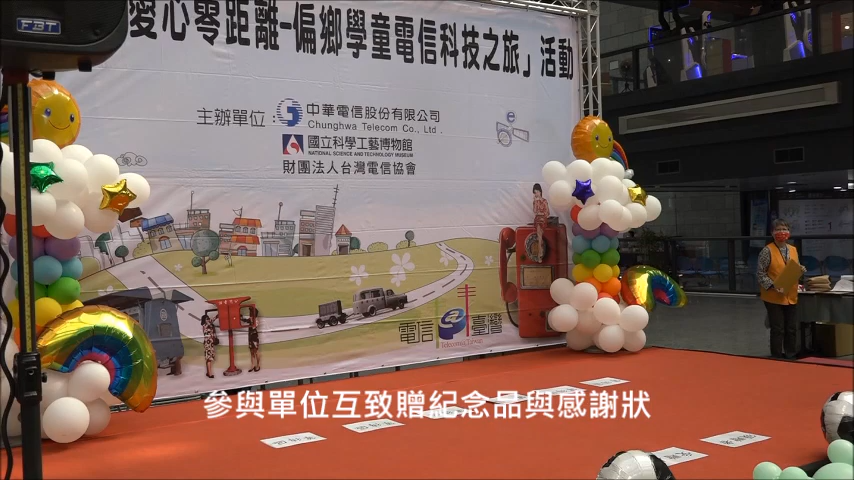 FBT
愛心零距離-偏鄉學童電信科技之旅」活動
主辦單位：中華電信股份有限公司
Chunghwa Telecom Co., Ltd.
國立科學工藝博物館
NATIONAL SCIENCE AND TECHNOLOGY MUSEUM
財團法人台灣電信協會
電信e臺灣
Telecoms Taiwan
參與單位互致贈紀念品與感謝狀